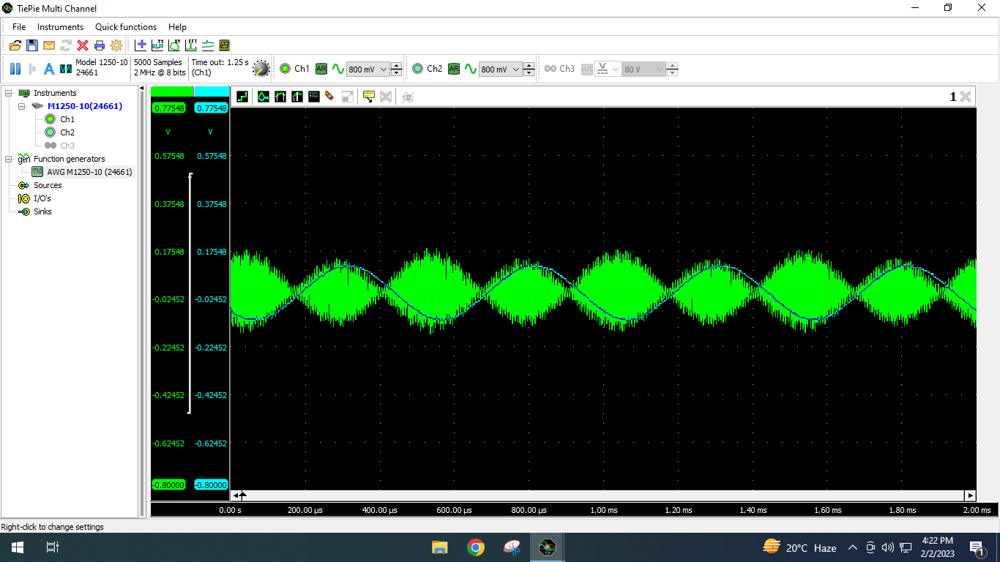 TiePie Multi Channel
File Instruments Quick functions Help
Yt XY FFT 23
Model 1250-10
24661
5000 Samples
2 MHz @ 8 bits
Time out: 1.25 s
(Ch1)
Ch1 AR 800 mV
Ch2 AR 800 mV
Ch3 AR 80 V
Instruments
M1250-10(24661)
Ch1
Ch2
Ch3
gen Function generators
AWG M1250-10 (24661)
Sources
I/O's
Sinks
1
0.77548 0.77548
V V
0.57548 0.57548
0.37548 0.37548
0.17548 0.17548
-0.02452 -0.02452
-0.22452 -0.22452
-0.42452 -0.42452
-0.62452 -0.62452
-0.80000 -0.80000
0.00 s 200.00 µs 400.00 µs 600.00 µs 800.00 µs 1.00 ms 1.20 ms 1.40 ms 1.60 ms 1.80 ms 2.00 ms
Right-click to change settings
TP
20°C Haze
4:22 PM
2/2/2023
1